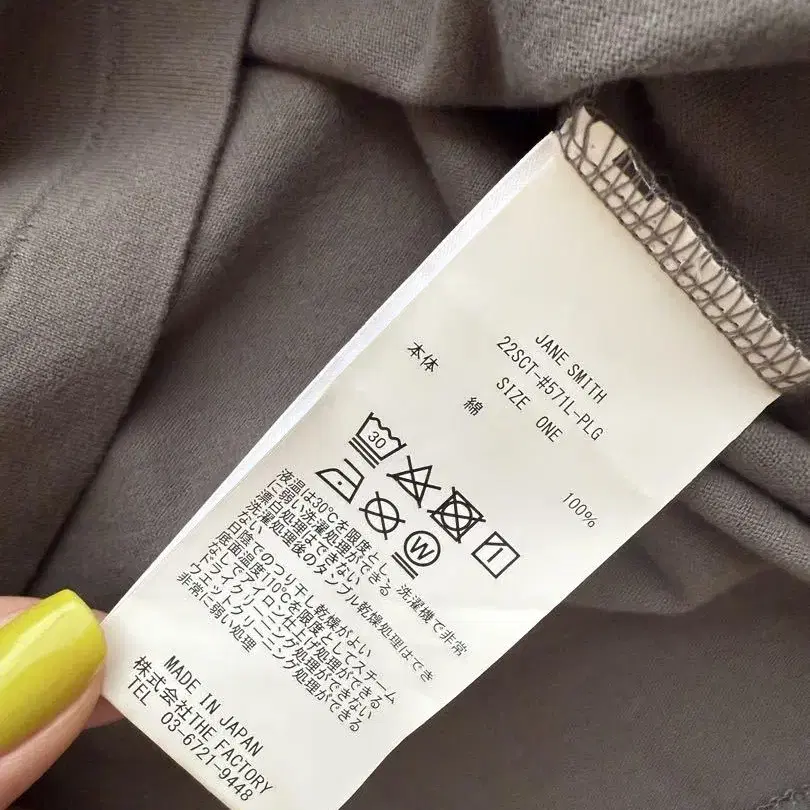 JANE SMITH
22SCT-#571L-PLG
SIZE ONE
本体
綿 100%
30
W
1
液温は30℃を限度とし、洗濯機で非常
に弱い洗濯処理ができる
漂白処理はできない
洗濯処理後のタンブル乾燥処理はでき
ない
日陰でのつり干し乾燥がよい
底面温度110℃を限度としてスチーム
なしでアイロン仕上げ処理ができる
ドライクリーニング処理ができない
ウエットクリーニング処理ができる
非常に弱い処理
MADE IN JAPAN
株式会社THE FACTORY
TEL 03-6721-9448